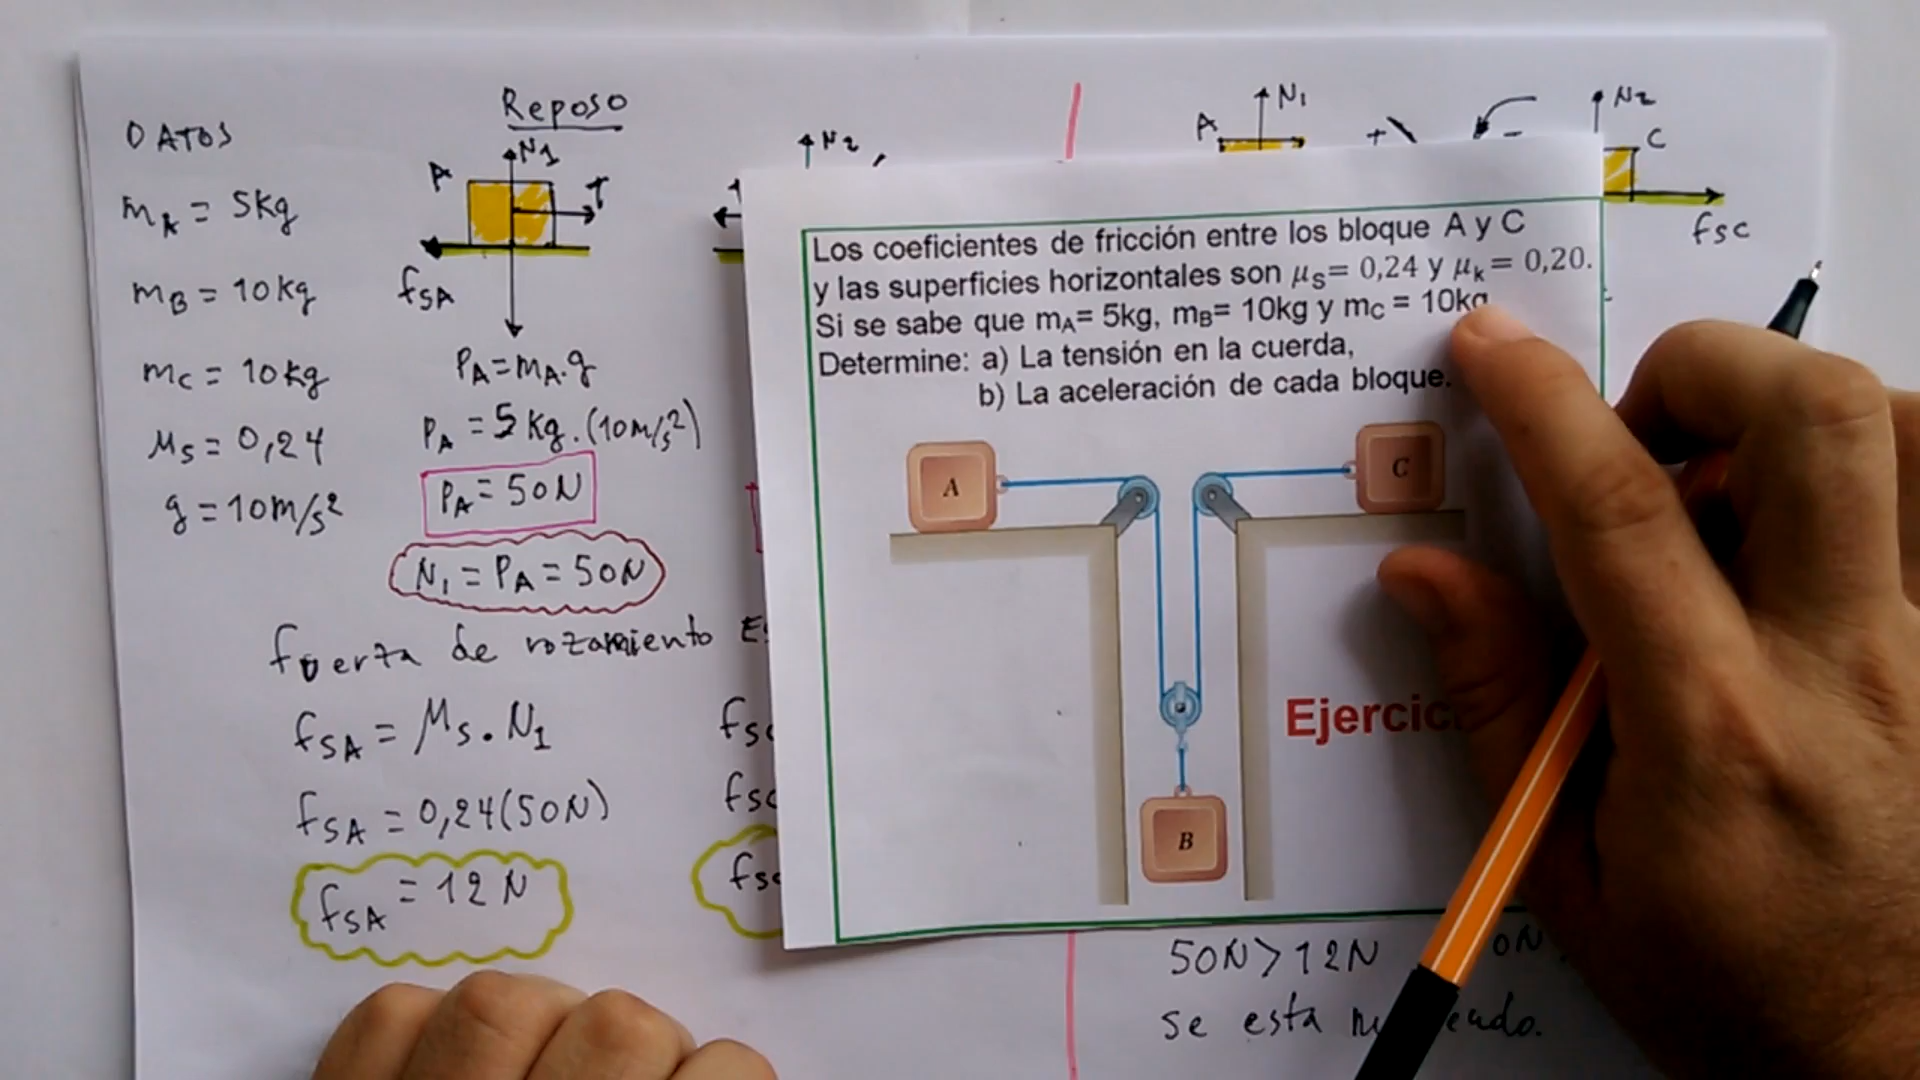 DATOS
mA = 5kg
mB = 10kg
mC = 10kg
μs = 0,24
g = 10m/s²
Reposo
A
N1
T
fSA
PA = mA.g
PA = 5 kg.(10m/s²)
PA = 50N
N1 = PA = 50N
fuerza de rozamiento
fSA = μs.N1
fSA = 0,24(50N)
fSA = 12N
N2
A
N1
+
-
N2
C
fsc
Los coeficientes de fricción entre los bloque A y C
y las superficies horizontales son μS= 0,24 y μk= 0,20.
Si se sabe que mA= 5kg, mB= 10kg y mC = 10kg
Determine: a) La tensión en la cuerda,
b) La aceleración de cada bloque.
A
C
B
50N>12N
se esta